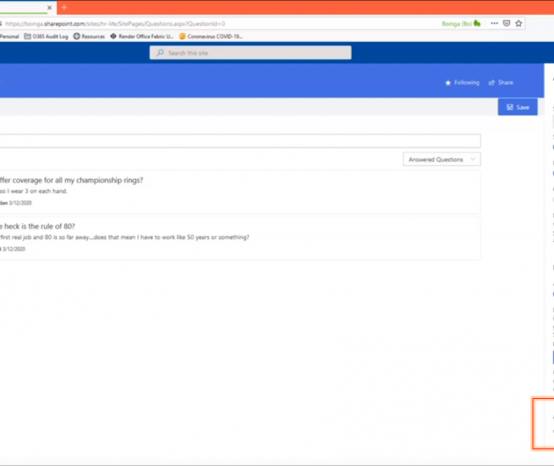 https://boinga.sharepoint.com/sites/hr-life/SitePages/Questions.aspx?QuestionId=0
Boinga (Bo)
Personal O365 Audit Log Resources Render Office Fabric U... Coronavirus COVID-19...
Search this site
Following Share
Save
Answered Questions
ffer coverage for all my championship rings?
so I wear 3 on each hand.
3/12/2020
e heck is the rule of 80?
first real job and 80 is so far away....does that mean I have to work like 50 years or something?
3/12/2020